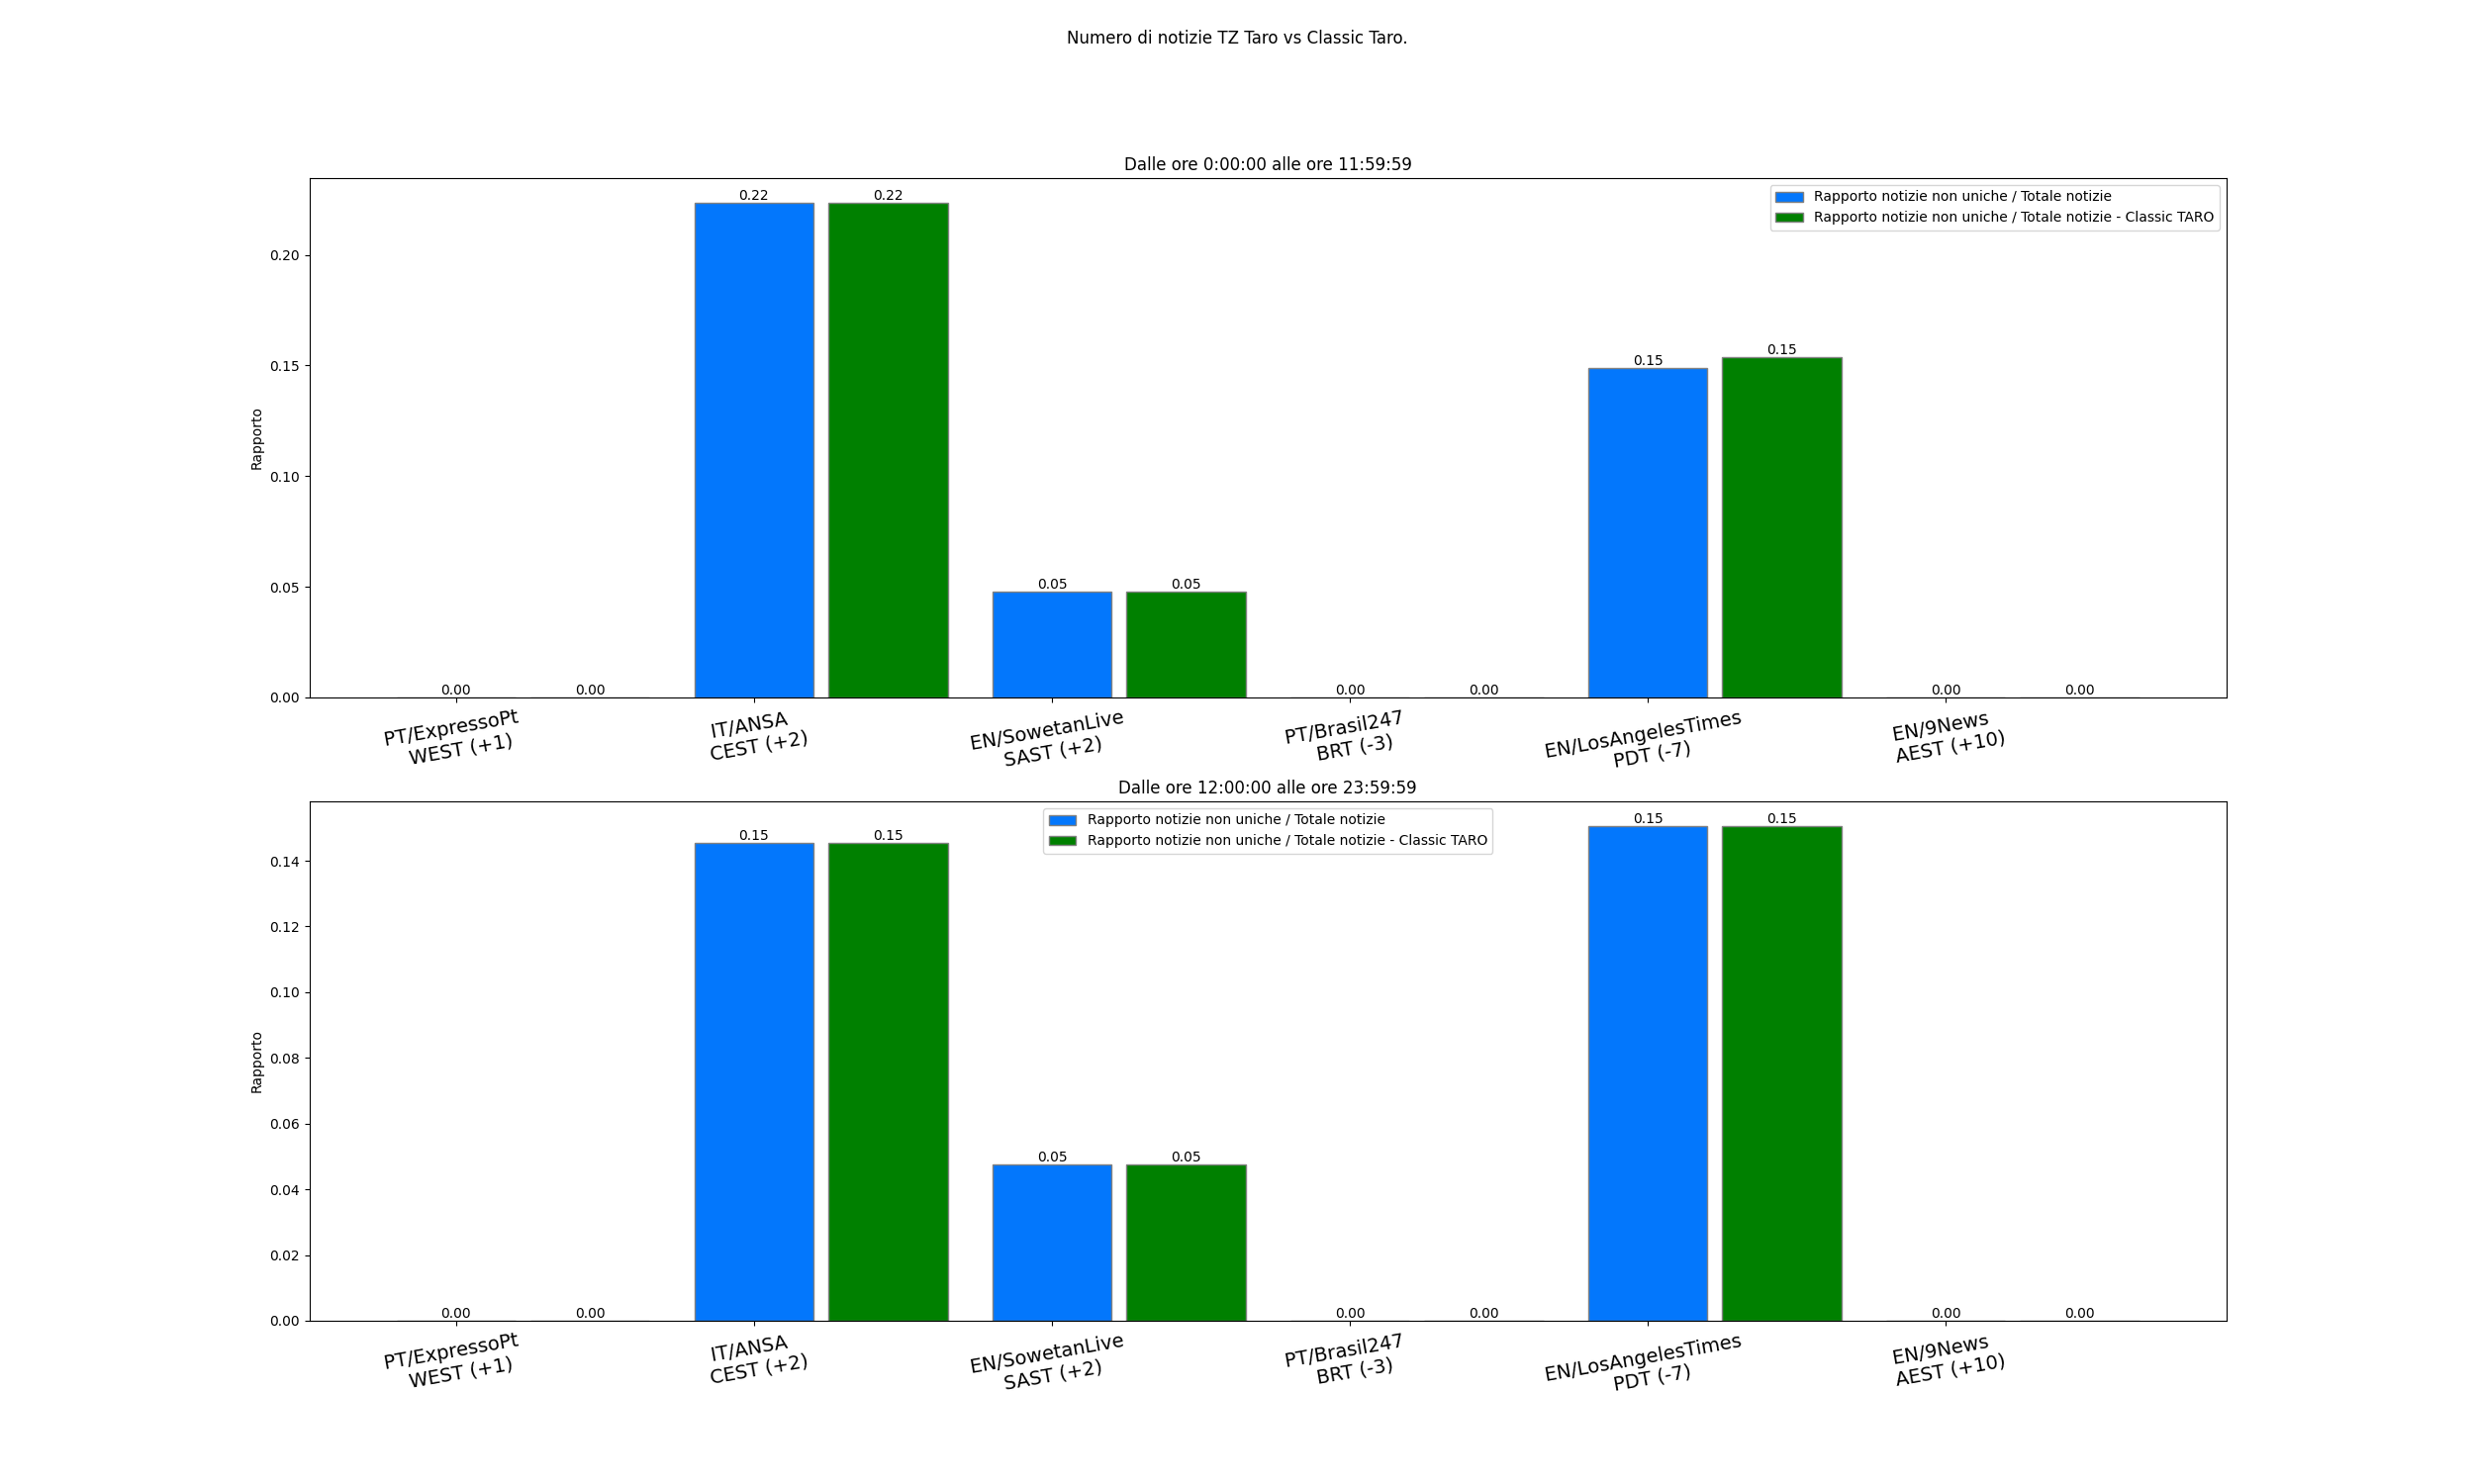 Numero di notizie TZ Taro vs Classic Taro.
Dalle ore 0:00:00 alle ore 11:59:59
Rapporto notizie non uniche / Totale notizie
Rapporto notizie non uniche / Totale notizie - Classic TARO
0.22 0.22
0.20
0.15 0.15
0.15
Rapporto
0.10
0.05 0.05
0.05
0.00 0.00 0.00 0.00 0.00 0.00
0.00
PT/ExpressoPt
WEST (+1)
IT/ANSA
CEST (+2)
EN/SowetanLive
SAST (+2)
PT/Brasil247
BRT (-3)
EN/LosAngelesTimes
PDT (-7)
EN/9News
AEST (+10)
Dalle ore 12:00:00 alle ore 23:59:59
Rapporto notizie non uniche / Totale notizie
Rapporto notizie non uniche / Totale notizie - Classic TARO
0.15 0.15 0.15 0.15
0.14
0.12
0.10
Rapporto
0.08
0.06
0.05 0.05
0.04
0.02
0.00 0.00 0.00 0.00 0.00 0.00
0.00
PT/ExpressoPt
WEST (+1)
IT/ANSA
CEST (+2)
EN/SowetanLive
SAST (+2)
PT/Brasil247
BRT (-3)
EN/LosAngelesTimes
PDT (-7)
EN/9News
AEST (+10)